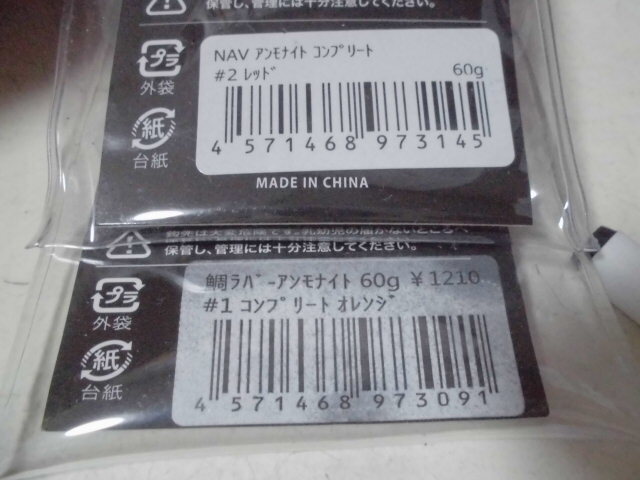 保管し、管理には十分注意してください。
プラ
外袋
紙
台紙
NAV ｱﾝﾓﾅｲﾄ ｺﾝﾌﾟﾘｰﾄ
#2 ﾚｯﾄﾞ 60g
4 571468 973145
MADE IN CHINA
保管し、管理には十分注意してください。
プラ
外袋
紙
台紙
鯛ﾗﾊﾞｰｱﾝﾓﾅｲﾄ 60g ￥1210
#1 ｺﾝﾌﾟﾘｰﾄ ｵﾚﾝｼﾞ
4 571468 973091